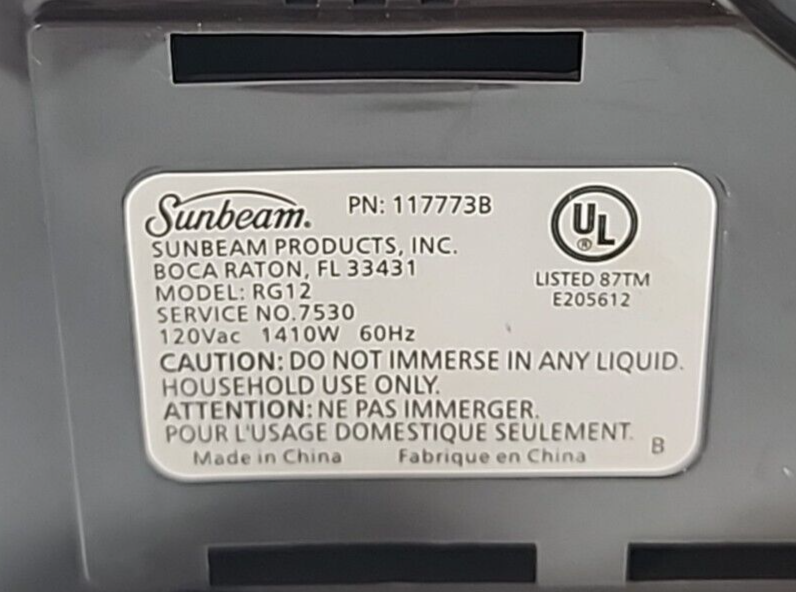 Sunbeam. PN: 117773B
SUNBEAM PRODUCTS, INC.
BOCA RATON, FL 33431
MODEL: RG12
SERVICE NO.7530
120Vac 1410W 60Hz
UL ®
LISTED 87TM
E205612
CAUTION: DO NOT IMMERSE IN ANY LIQUID.
HOUSEHOLD USE ONLY.
ATTENTION: NE PAS IMMERGER.
POUR L'USAGE DOMESTIQUE SEULEMENT.
Made in China Fabrique en China B